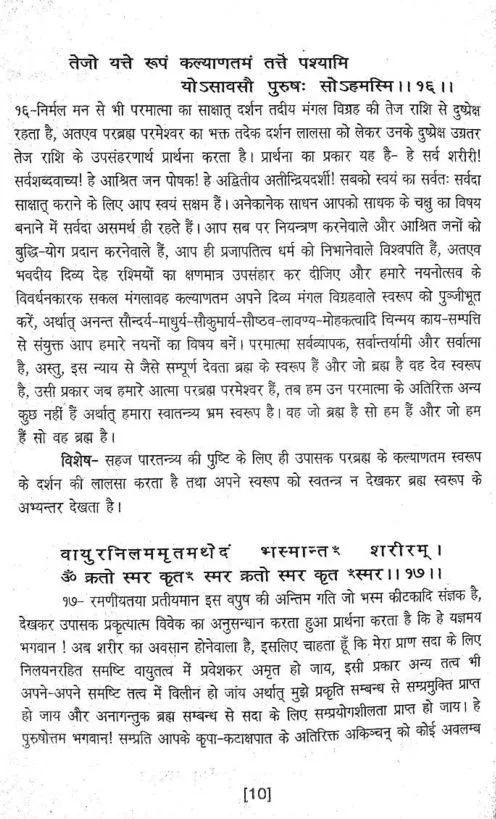 तेजो यत्ते रूपं कल्याणतमं तत्ते पश्यामि
योऽसावसौ पुरुषः सोऽहमस्मि।।१६।।
१६-निर्मल मन से भी परमात्मा का साक्षात् दर्शन तदीय मंगल विग्रह की तेज राशि से दुष्प्रेक्ष
रहता है, अतएव परब्रह्म परमेश्वर का भक्त तदेक दर्शन लालसा को लेकर उनके दुष्प्रेक्ष उग्रतर
तेज राशि के उपसंहरणार्थ प्रार्थना करता है। प्रार्थना का प्रकार यह है- हे सर्व शरीरी!
सर्वशब्दवाच्य! हे आश्रित जन पोषक! हे अद्वितीय अतीन्द्रियदर्शी! सबको स्वयं का सर्वतः सर्वदा
साक्षात् कराने के लिए आप स्वयं सक्षम हैं। अनेकानेक साधन आपको साधक के चक्षु का विषय
बनाने में सर्वदा असमर्थ ही रहते हैं। आप सब पर नियन्त्रण करनेवाले और आश्रित जनों को
बुद्धि-योग प्रदान करनेवाले हैं, आप ही प्रजापतित्व धर्म को निभानेवाले विश्वपति हैं, अतएव
भवदीय दिव्य देह रश्मियों का क्षणमात्र उपसंहार कर दीजिए और हमारे नयनोत्सव के
विवर्धनकारक सकल मंगलावह कल्याणतम अपने दिव्य मंगल विग्रहवाले स्वरूप को पुञ्जीभूत
करें, अर्थात् अनन्त सौन्दर्य-माधुर्य-सौकुमार्य-सौष्ठव-लावण्य-मोहकत्वादि चिन्मय काय-सम्पत्ति
से संयुक्त आप हमारे नयनों का विषय बनें। परमात्मा सर्वव्यापक, सर्वान्तर्यामी और सर्वात्मा
है, अस्तु, इस न्याय से जैसे सम्पूर्ण देवता ब्रह्म के स्वरूप हैं और जो ब्रह्म है वह देव स्वरूप
है, उसी प्रकार जब हमारे आत्मा परब्रह्म परमेश्वर हैं, तब हम उन परमात्मा के अतिरिक्त अन्य
कुछ नहीं हैं अर्थात् हमारा स्वातन्त्र्य भ्रम स्वरूप है। वह जो ब्रह्म है सो हम हैं और जो हम
हैं सो वह ब्रह्म है।
विशेष- सहज पारतन्त्र्य की पुष्टि के लिए ही उपासक परब्रह्म के कल्याणतम स्वरूप
के दर्शन की लालसा करता है तथा अपने स्वरूप को स्वतन्त्र न देखकर ब्रह्म स्वरूप के
अभ्यन्तर देखता है।
वायुरनिलममृतमथेदं भस्मान्तꣳ शरीरम्।
ॐ क्रतो स्मर कृतꣳ स्मर क्रतो स्मर कृत ꣳस्मर।।१७।।
१७- रमणीयतया प्रतीयमान इस वपुष की अन्तिम गति जो भस्म कीटकादि संज्ञक है,
देखकर उपासक प्रकृत्यात्म विवेक का अनुसन्धान करता हुआ प्रार्थना करता है कि हे यज्ञमय
भगवान ! अब शरीर का अवसान होनेवाला है, इसलिए चाहता हूँ कि मेरा प्राण सदा के लिए
निलयनरहित समष्टि वायुतत्व में प्रवेशकर अमृत हो जाय, इसी प्रकार अन्य तत्व भी
अपने-अपने समष्टि तत्व में विलीन हो जांय अर्थात् मुझे प्रकृति सम्बन्ध से सम्प्रमुक्ति प्राप्त
हो जाय और अनागन्तुक ब्रह्म सम्बन्ध से सदा के लिए सम्प्रयोगशीलता प्राप्त हो जाय। हे
पुरुषोत्तम भगवान! सम्प्रति आपके कृपा-कटाक्षपात के अतिरिक्त अकिञ्चन् को कोई अवलम्ब
[10]